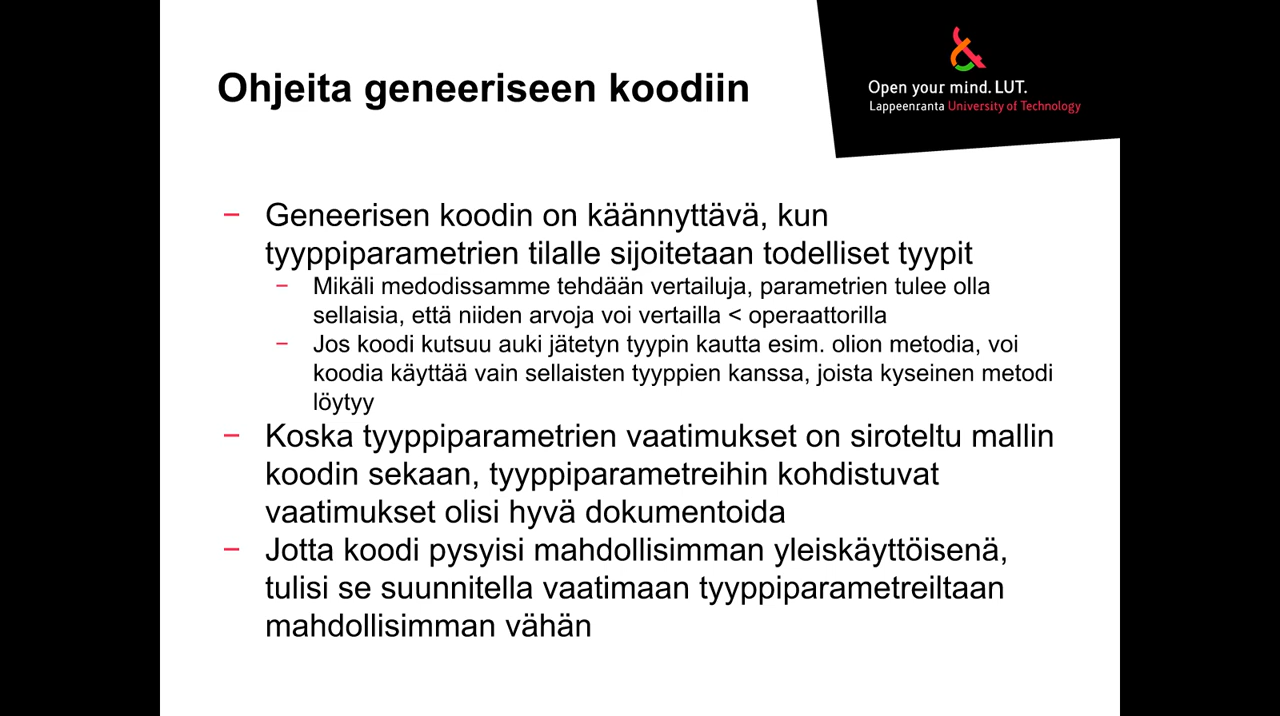 Ohjeita geneeriseen koodiin
Open your mind. LUT.
Lappeenranta University of Technology
– Geneerisen koodin on käännyttävä, kun
tyyppiparametrien tilalle sijoitetaan todelliset tyypit
– Mikäli medodissamme tehdään vertailuja, parametrien tulee olla
sellaisia, että niiden arvoja voi vertailla < operaattorilla
– Jos koodi kutsuu auki jätetyn tyypin kautta esim. olion metodia, voi
koodia käyttää vain sellaisten tyyppien kanssa, joista kyseinen metodi
löytyy
– Koska tyyppiparametrien vaatimukset on siroteltu mallin
koodin sekaan, tyyppiparametreihin kohdistuvat
vaatimukset olisi hyvä dokumentoida
– Jotta koodi pysyisi mahdollisimman yleiskäyttöisenä,
tulisi se suunnitella vaatimaan tyyppiparametreiltaan
mahdollisimman vähän